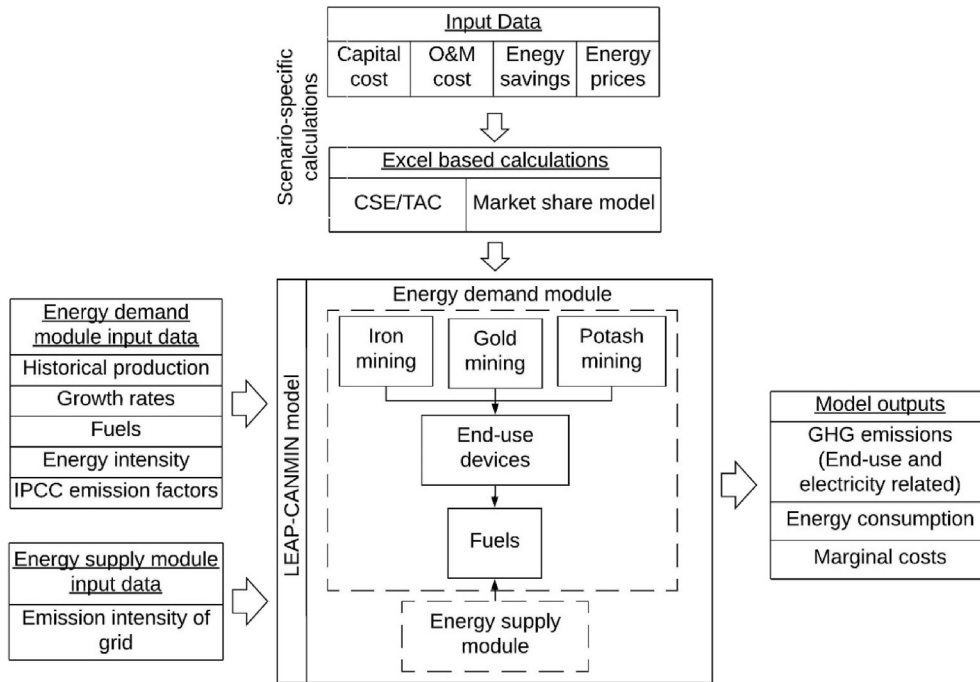 Input Data
Capital cost
O&M cost
Enegy savings
Energy prices
Scenario-specific
calculations
Excel based calculations
CSE/TAC
Market share model
Energy demand
module input data
Historical production
Growth rates
Fuels
Energy intensity
IPCC emission factors
Energy supply module
input data
Emission intensity of
grid
LEAP-CANMIN model
Energy demand module
Iron
mining
Gold
mining
Potash
mining
End-use
devices
Fuels
Energy supply
module
Model outputs
GHG emissions
(End-use and
electricity related)
Energy consumption
Marginal costs